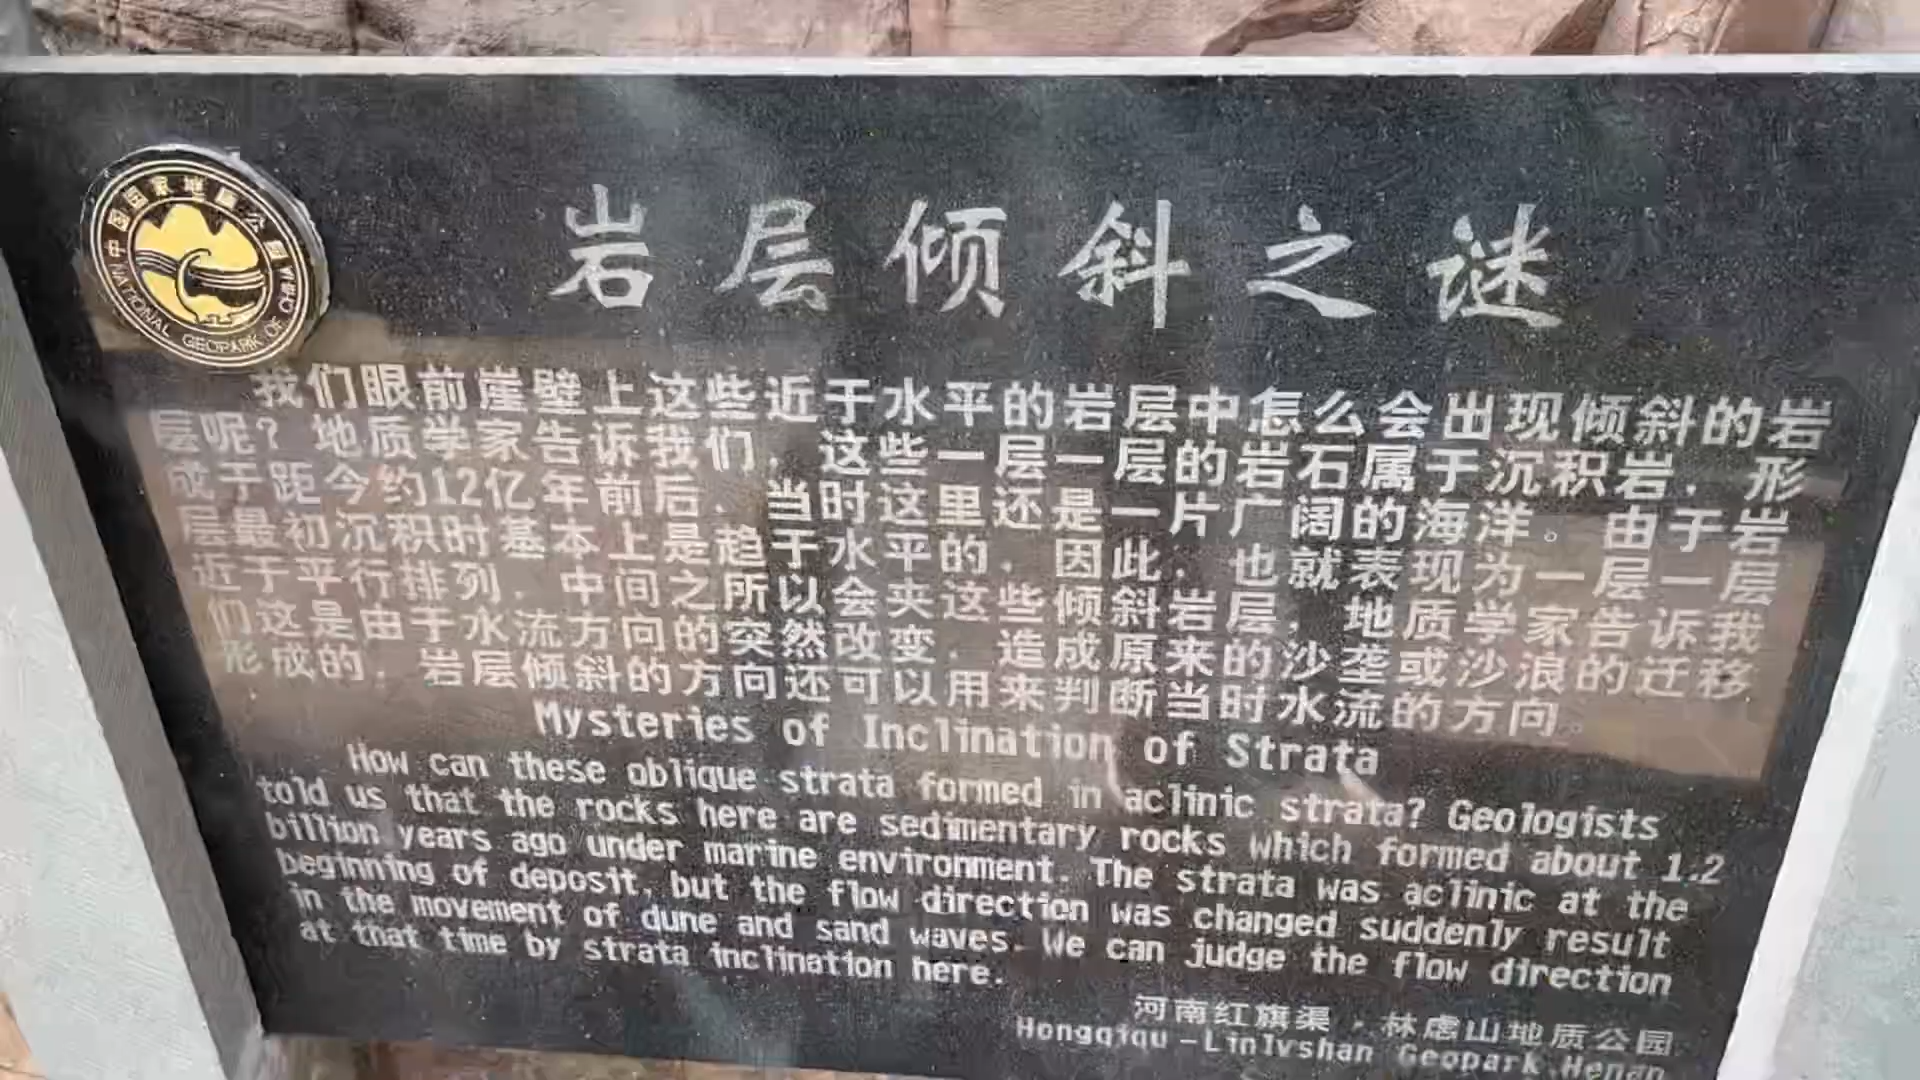 中国国家地质公园
NATIONAL GEOPARK OF CHINA
岩层倾斜之谜
我们眼前崖壁上这些近于水平的岩层中怎么会出现倾斜的岩
层呢？地质学家告诉我们，这些一层一层的岩石属于沉积岩，形
成于距今约12亿年前后，当时这里还是一片广阔的海洋。由于岩
层最初沉积时基本上是趋于水平的，因此，也就表现为一层一层
近于平行排列，中间之所以会夹这些倾斜岩层，地质学家告诉我
们这是由于水流方向的突然改变，造成原来的沙垄或沙浪的迁移
形成的，岩层倾斜的方向还可以用来判断当时水流的方向。
Mysteries of Inclination of Strata
How can these oblique strata formed in aclinic strata? Geologists
told us that the rocks here are sedimentary rocks which formed about 1.2
billion years ago under marine environment. The strata was aclinic at the
beginning of deposit, but the flow direction was changed suddenly result
in the movement of dune and sand waves. We can judge the flow direction
at that time by strata inclination here.
河南红旗渠·林虑山地质公园
Hongqiqu-Linlvshan Geopark,Henan